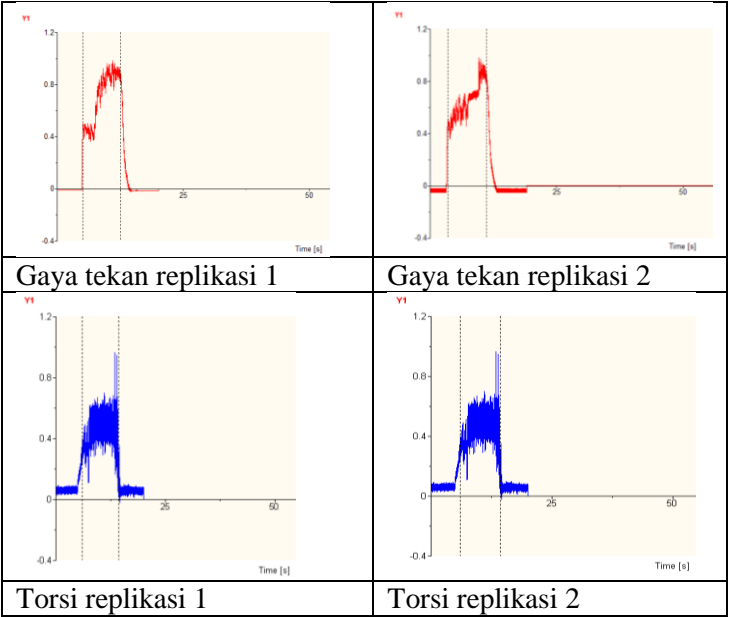 Y1
1.2
0.8
0.4
0
25
50
-0.4
Time [s]
Y1
1.2
0.8
0.4
0
25
50
-0.4
Time [s]
Gaya tekan replikasi 1
Gaya tekan replikasi 2
Y1
1.2
0.8
0.4
0
25
50
-0.4
Time [s]
Y1
1.2
0.8
0.4
0
25
50
-0.4
Time [s]
Torsi replikasi 1
Torsi replikasi 2